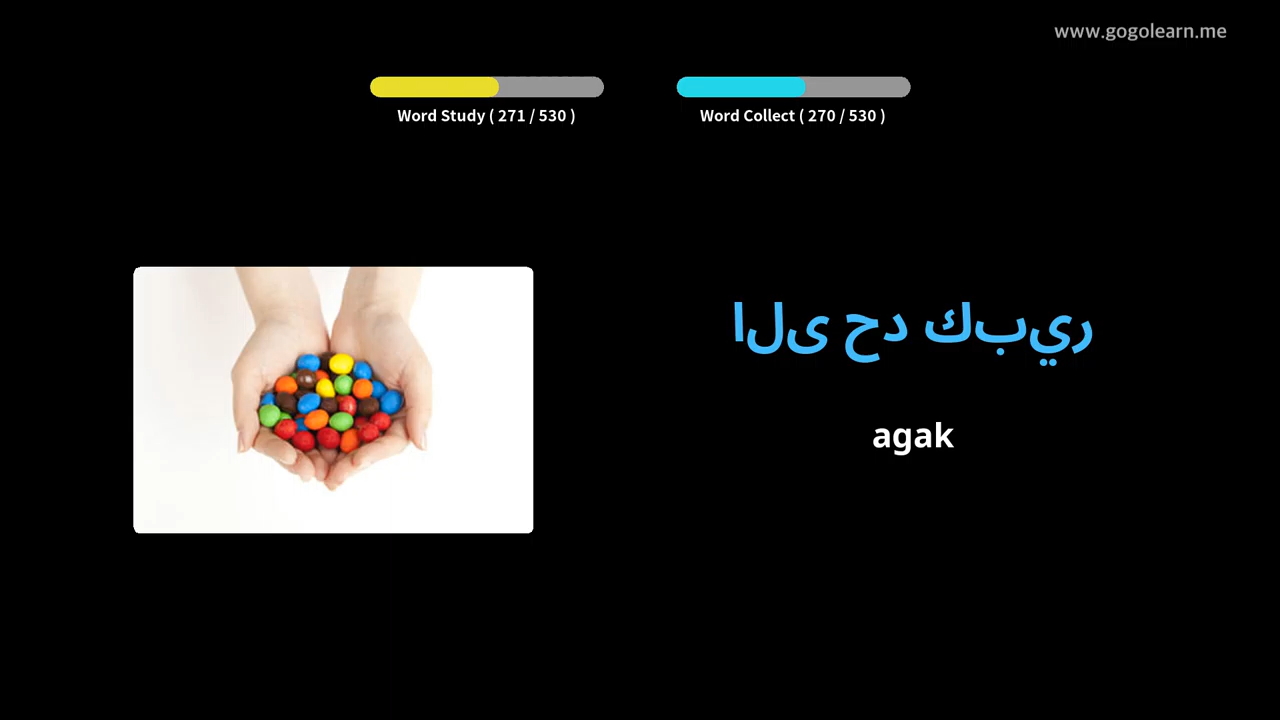 www.gogolearn.me
Word Study ( 271 / 530 )
Word Collect ( 270 / 530 )
الى حد كبير
agak